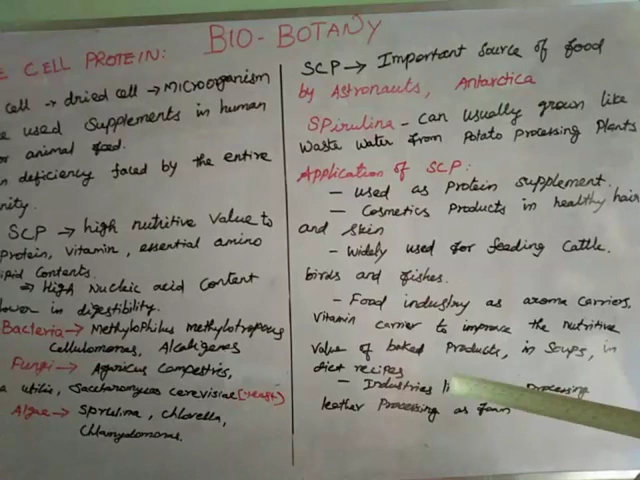 BIO-BOTANY
E CELL PROTEIN:
cell → dried cell → Microorganism
e used Supplements in human
or animal food.
n deficiency faced by the entire
nity.
SCP → high nutritive value to
protein, vitamin, essential amino
lipid contents.
⇒ High Nucleic acid content
lower in digestibility.
Bacteria → Methylophilus methylotropous
Cellulomonas, Alcaligenes
Fungi → Agaricus Campestris,
a utilis, Saccharomyces cerevisiae (yeast)
Algae → Spirulina, chlorella,
Chlamydomonas.
SCP → Important Source of food
by Astronauts, Antarctica
Spirulina - can usually grown like
Waste water from Potato Processing Plants
Application of SCP:
- used as Protein supplement.
- Cosmetics Products in healthy hair
and skin
- Widely used for feeding Cattle.
birds and fishes.
- Food industry as aroma carriers,
Vitamin carrier to improve the nutritive
Value of baked Products, in Soups, in
diet recipes
- Industries li Processing
leather Processing as foam